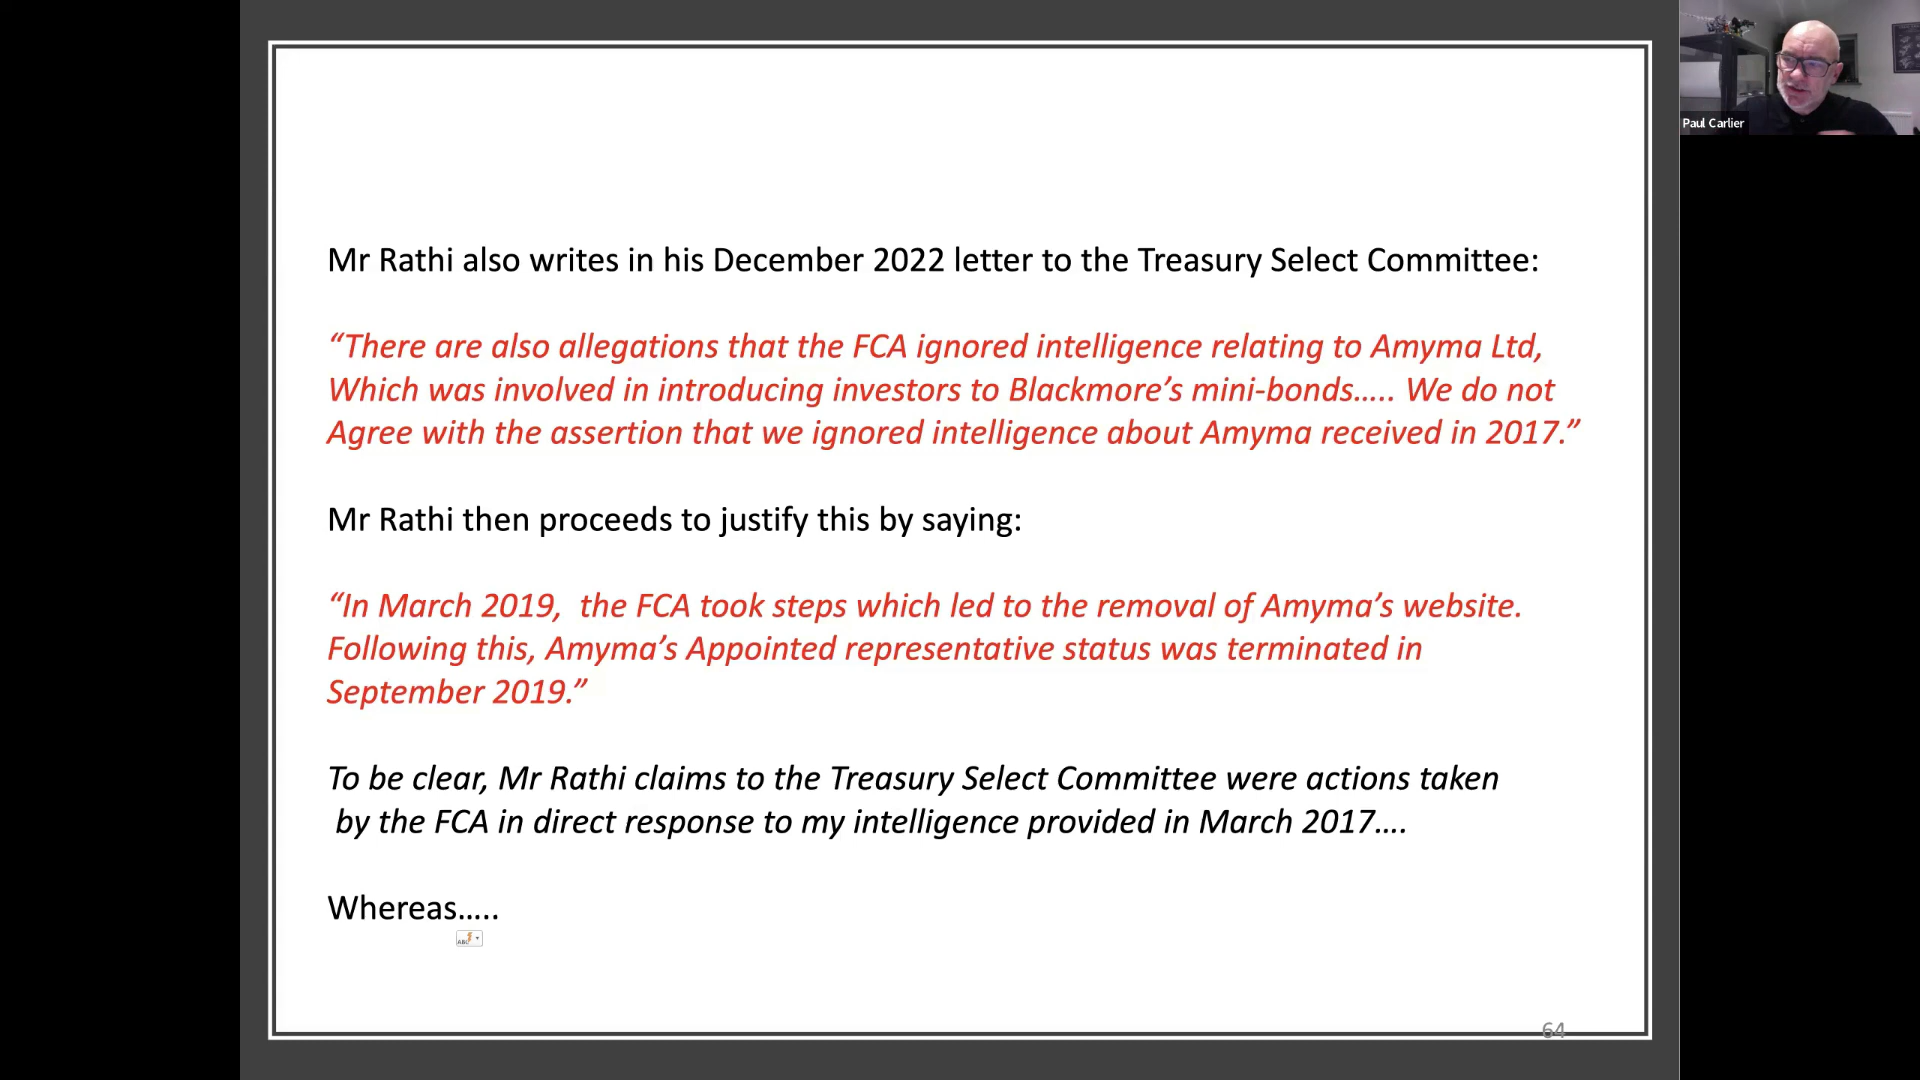 Paul Carlier
Mr Rathi also writes in his December 2022 letter to the Treasury Select Committee:
“There are also allegations that the FCA ignored intelligence relating to Amyma Ltd,
Which was involved in introducing investors to Blackmore’s mini-bonds….. We do not
Agree with the assertion that we ignored intelligence about Amyma received in 2017.”
Mr Rathi then proceeds to justify this by saying:
“In March 2019,  the FCA took steps which led to the removal of Amyma’s website.
Following this, Amyma’s Appointed representative status was terminated in
September 2019.”
To be clear, Mr Rathi claims to the Treasury Select Committee were actions taken
by the FCA in direct response to my intelligence provided in March 2017….
Whereas…..
ABC
64